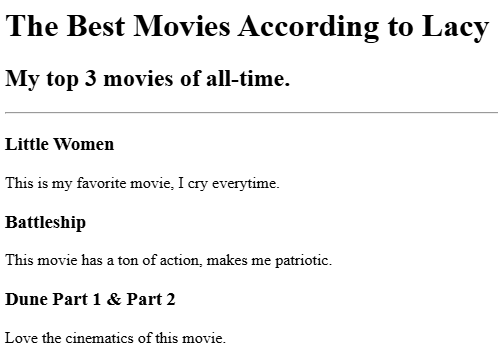 The Best Movies According to Lacy
My top 3 movies of all-time.
Little Women
This is my favorite movie, I cry everytime.
Battleship
This movie has a ton of action, makes me patriotic.
Dune Part 1 & Part 2
Love the cinematics of this movie.